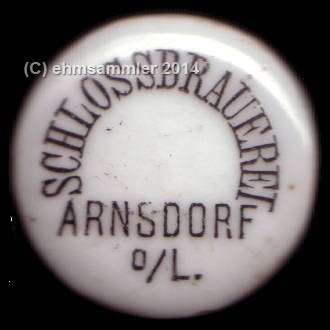 (C) ehmsammler 2014
SCHLOSSBRAUEREI
ARNSDORF
o/L.